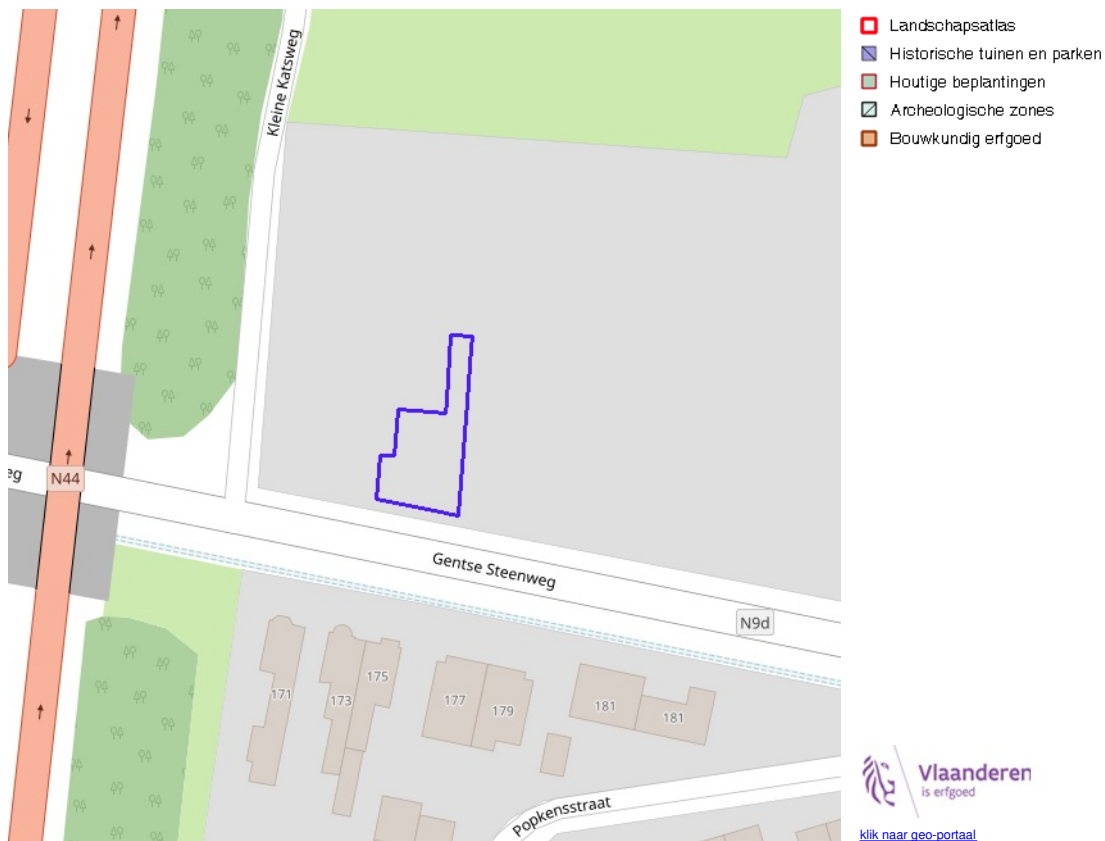 Kleine Katsweg
eg
N44
Gentse Steenweg
N9d
171
173
175
177
179
181
181
Popkensstraat
Landschapsatlas
Historische tuinen en parken
Houtige beplantingen
Archeologische zones
Bouwkundig erfgoed
Vlaanderen
is erfgoed
klik naar geo-portaal